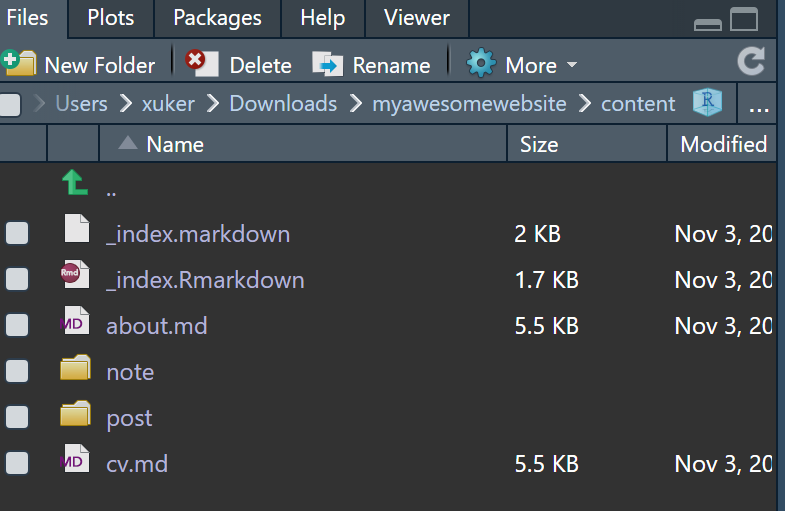 Files Plots Packages Help Viewer
New Folder Delete Rename More
Users xuker Downloads myawesomewebsite content R ...
Name Size Modified
..
_index.markdown 2 KB Nov 3, 20
Rmd _index.Rmarkdown 1.7 KB Nov 3, 20
MD about.md 5.5 KB Nov 3, 20
note
post
MD cv.md 5.5 KB Nov 3, 20